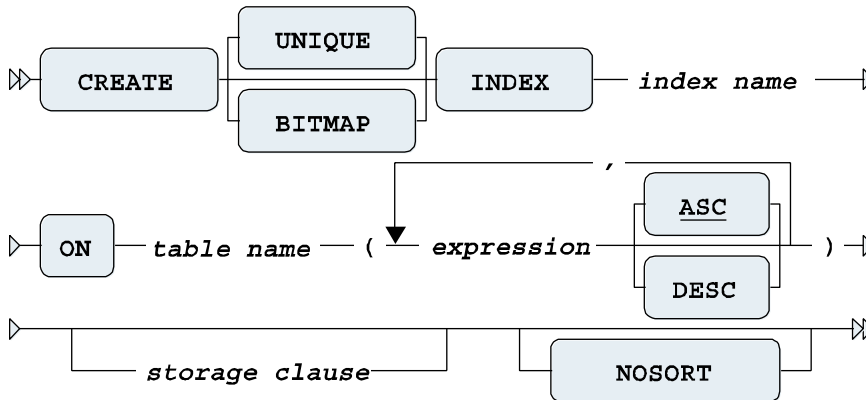 UNIQUE
CREATE INDEX index name
BITMAP
,
ASC
ON table name ( expression )
DESC
storage clause NOSORT